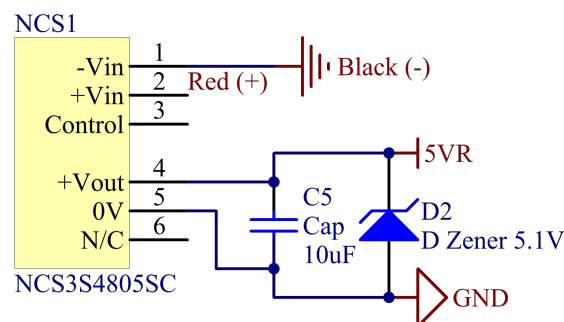 NCS1
-Vin 1
Black (-)
Red (+)
+Vin 2
Control 3
+Vout 4
5VR
0V 5
N/C 6
C5
Cap
10uF
D2
D Zener 5.1V
NCS3S4805SC
GND